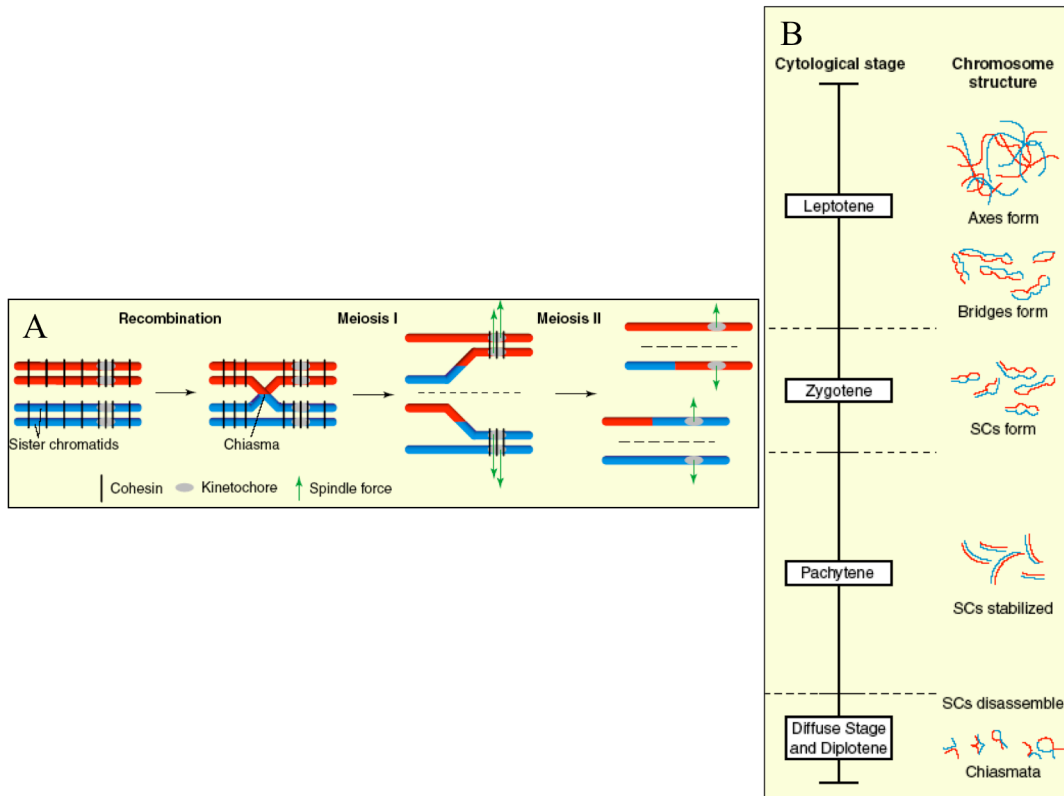 A
Recombination
Meiosis I
Meiosis II
Sister chromatids
Chiasma
Cohesin
Kinetochore
Spindle force
B
Cytological stage
Chromosome
structure
Leptotene
Axes form
Bridges form
Zygotene
SCs form
Pachytene
SCs stabilized
SCs disassemble
Diffuse Stage
and Diplotene
Chiasmata